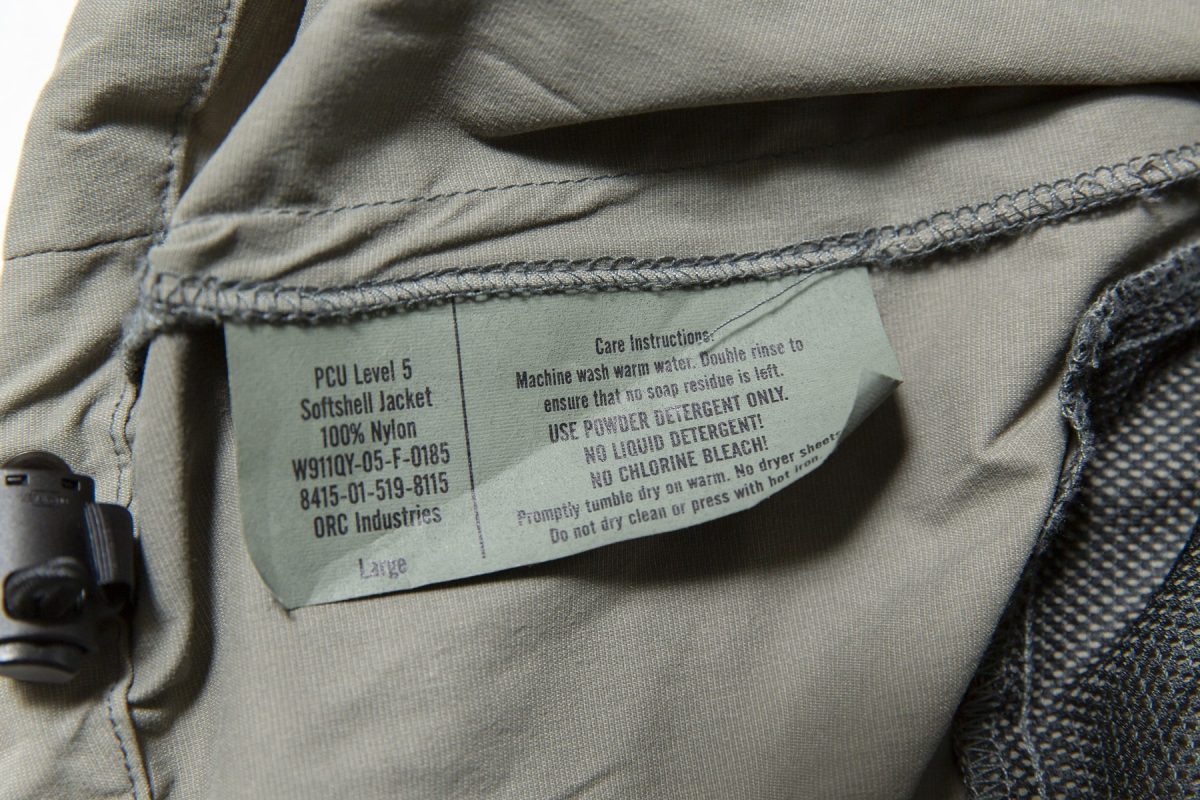 PCU Level 5
Softshell Jacket
100% Nylon
W911QY-05-F-0185
8415-01-519-8115
ORC Industries
Large
Care Instructions:
Machine wash warm water. Double rinse to
ensure that no soap residue is left.
USE POWDER DETERGENT ONLY.
NO LIQUID DETERGENT!
NO CHLORINE BLEACH!
Promptly tumble dry on warm. No dryer sheets
Do not dry clean or press with hot iron.